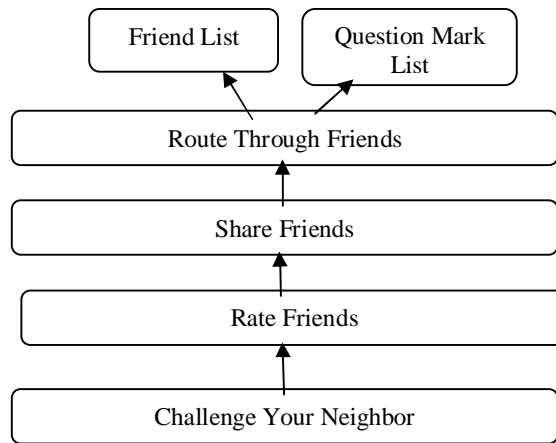 Friend List
Question Mark
List
Route Through Friends
Share Friends
Rate Friends
Challenge Your Neighbor